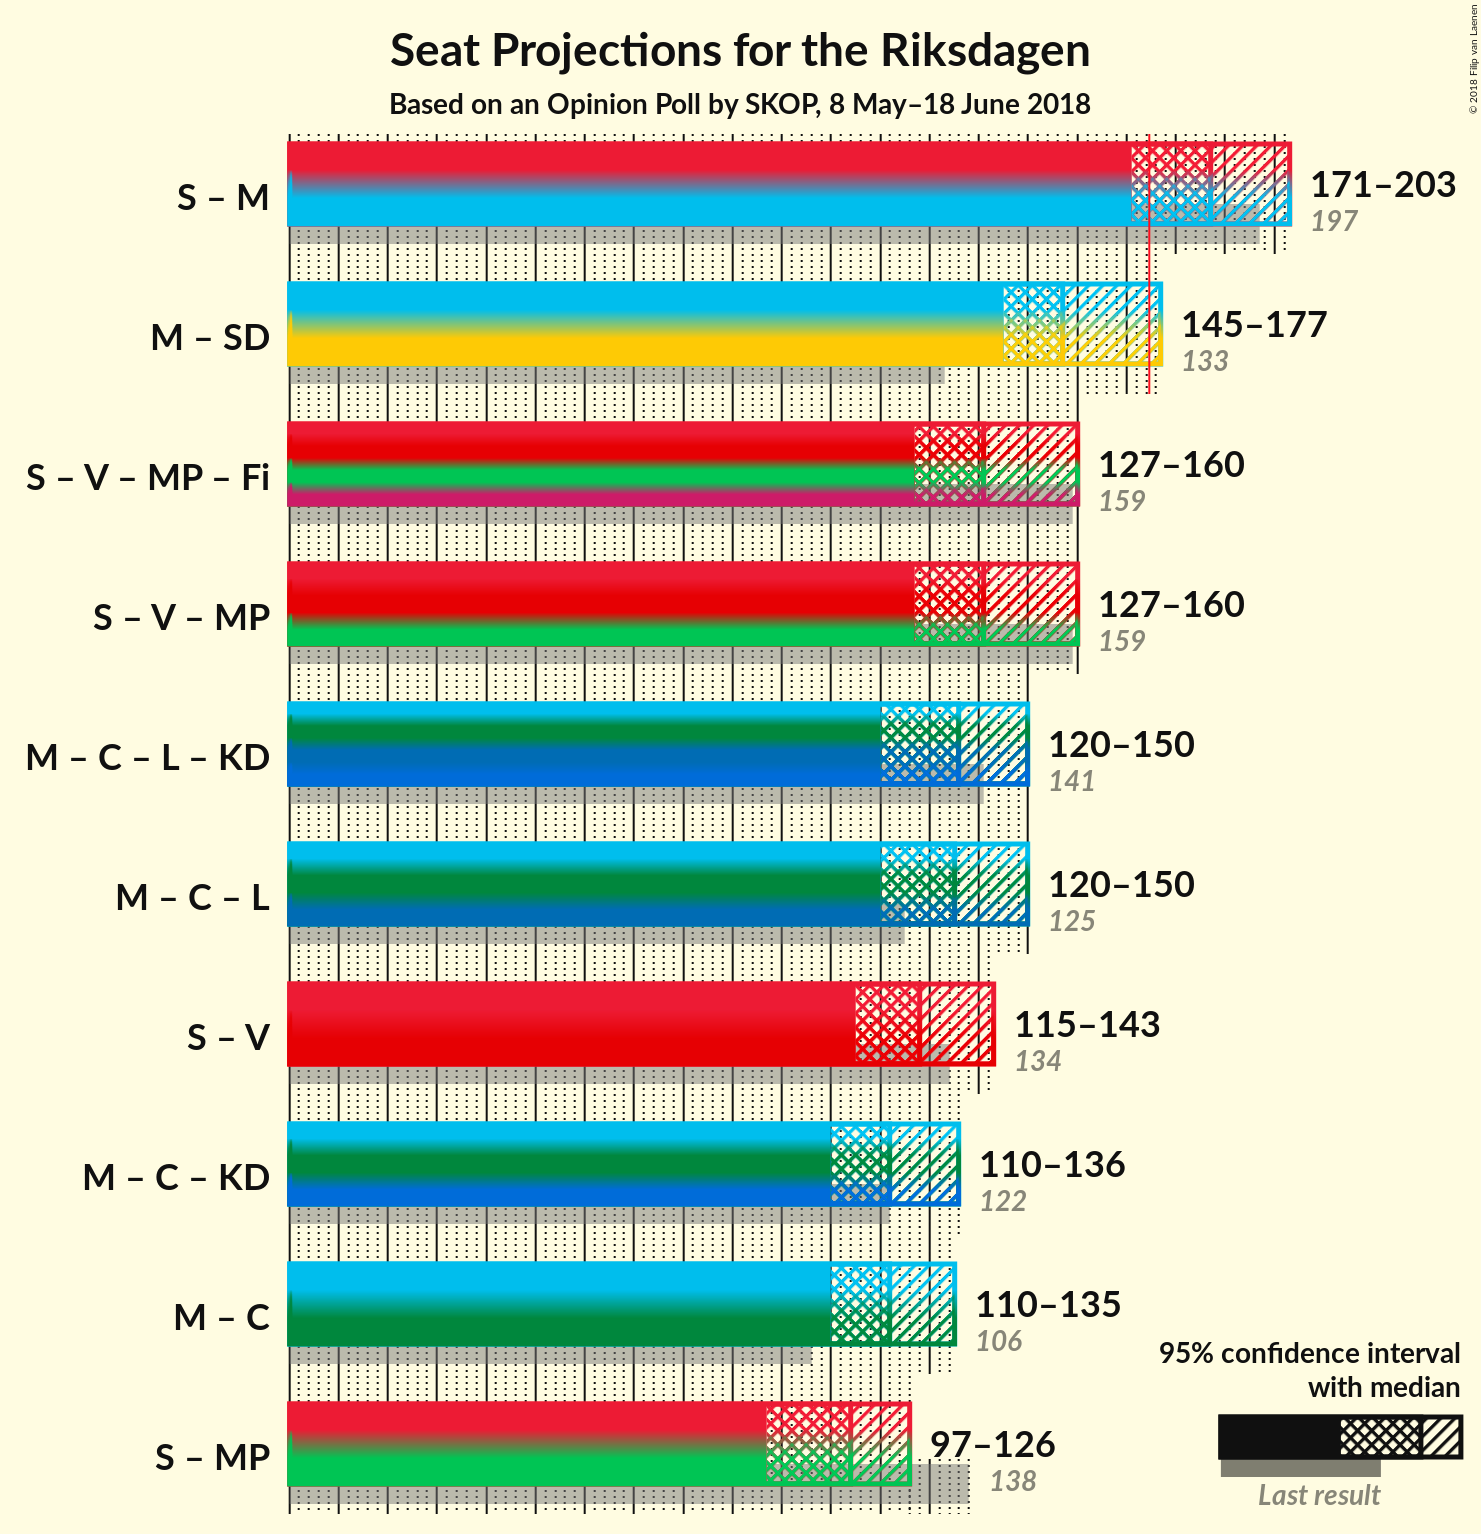 Seat Projections for the Riksdagen
Based on an Opinion Poll by SKOP, 8 May–18 June 2018
© 2018 Filip van Laenen
S – M
171–203
197
M – SD
145–177
133
S – V – MP – Fi
127–160
159
S – V – MP
127–160
159
M – C – L – KD
120–150
141
M – C – L
120–150
125
S – V
115–143
134
M – C – KD
110–136
122
M – C
110–135
106
S – MP
97–126
138
95% confidence interval
with median
Last result